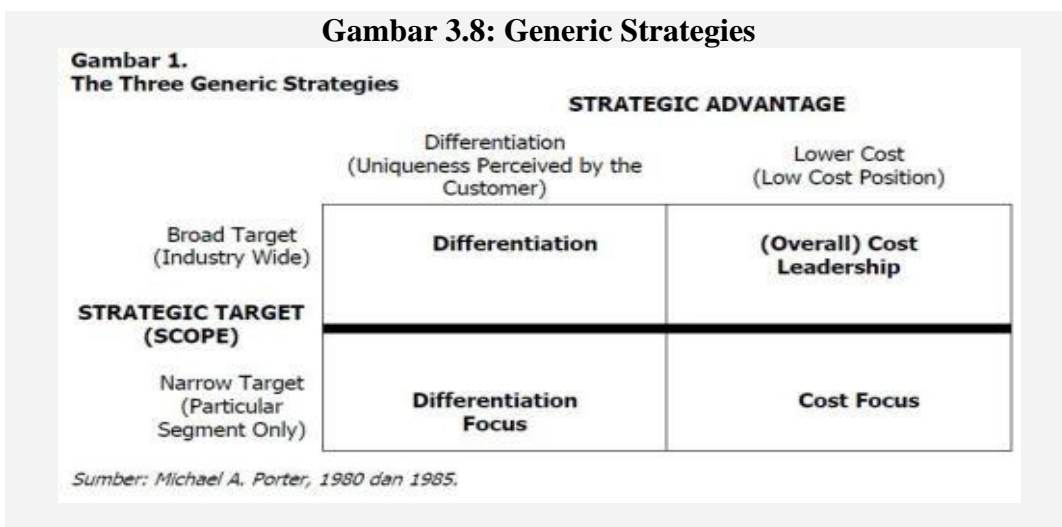 Gambar 3.8: Generic Strategies
Gambar 1.
The Three Generic Strategies
STRATEGIC ADVANTAGE
Differentiation
(Uniqueness Perceived by the
Customer)
Lower Cost
(Low Cost Position)
Broad Target
(Industry Wide)
Differentiation
(Overall) Cost
Leadership
STRATEGIC TARGET
(SCOPE)
Narrow Target
(Particular
Segment Only)
Differentiation
Focus
Cost Focus
Sumber: Michael A. Porter, 1980 dan 1985.